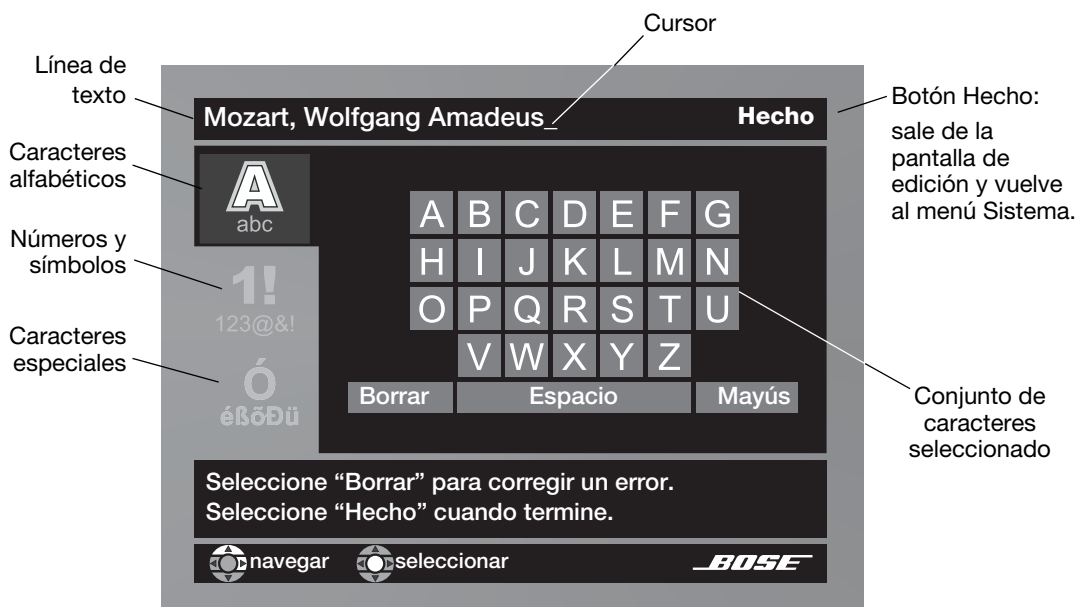 Cursor
Línea de
texto
Mozart, Wolfgang Amadeus_
Hecho
Botón Hecho:
sale de la
pantalla de
edición y vuelve
al menú Sistema.
Caracteres
alfabéticos
A
abc
Números y
símbolos
1!
123@&!
Caracteres
especiales
Ó
éßõÐü
A B C D E F G
H I J K L M N
O P Q R S T U
V W X Y Z
Borrar Espacio Mayús
Conjunto de
caracteres
seleccionado
Seleccione “Borrar” para corregir un error.
Seleccione “Hecho” cuando termine.
navegar seleccionar BOSE